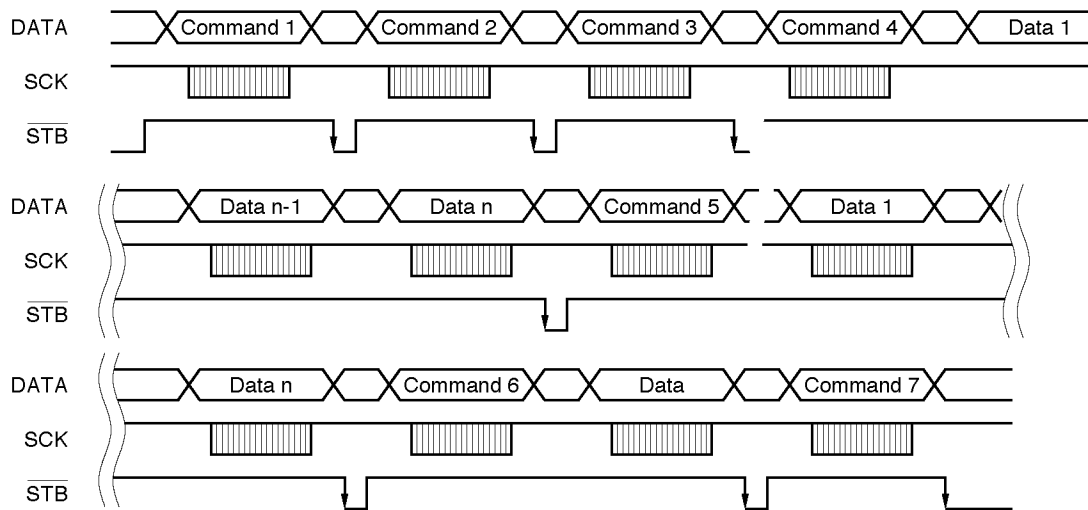 DATA Command 1 Command 2 Command 3 Command 4 Data 1
SCK
STB
DATA Data n-1 Data n Command 5 Data 1
SCK
STB
DATA Data n Command 6 Data Command 7
SCK
STB